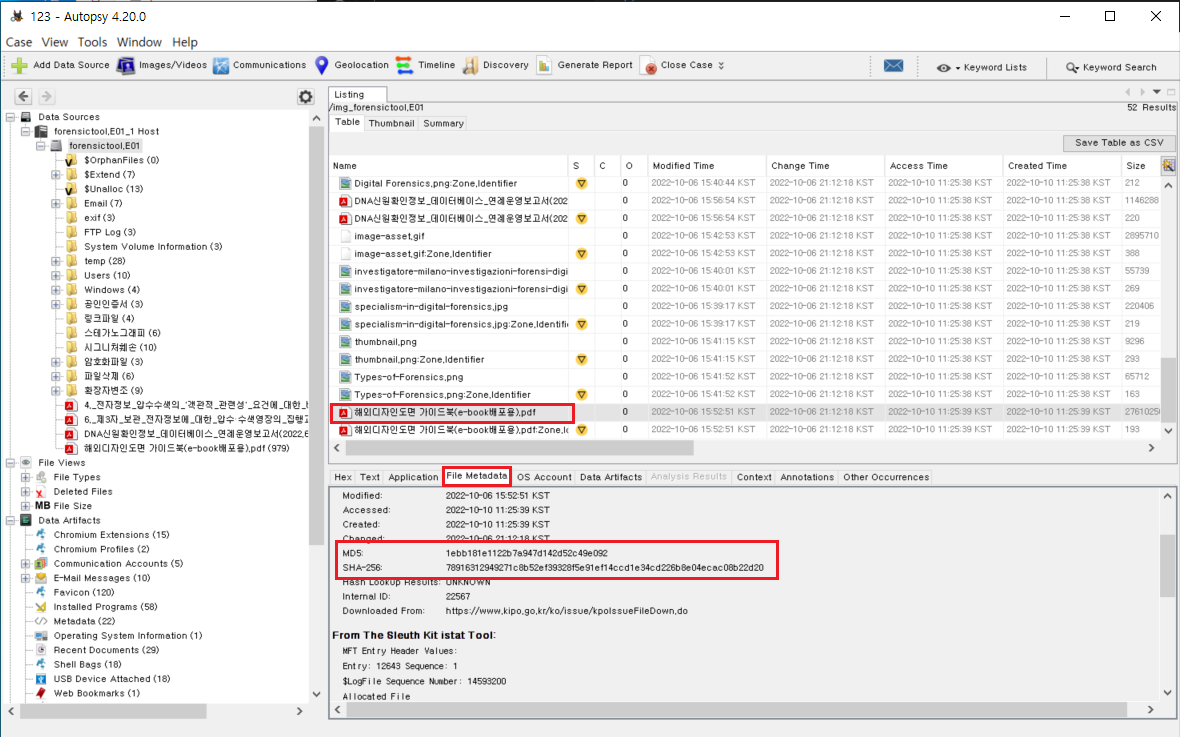 123 - Autopsy 4.20.0
Case View Tools Window Help
Add Data Source Images/Videos Communications Geolocation Timeline Discovery Generate Report Close Case Keyword Lists Keyword Search
Listing
/img_forensictool,E01
52 Results
Table Thumbnail Summary
Save Table as CSV
Data Sources
forensictool,E01_1 Host
forensictool,E01
$OrphanFiles (0)
$Extend (7)
$Unalloc (13)
Email (7)
exif (3)
FTP Log (3)
System Volume Information (3)
temp (28)
Users (10)
Windows (4)
공인인증서 (3)
링크파일 (4)
스테가노그래피 (6)
시그니처훼손 (10)
암호화파일 (3)
파일삭제 (6)
확장자변조 (9)
4,_전자정보_압수수색의_'객관적_관련성'_요건에_대한_
6,_제3자_보관_전자정보에_대한_압수·수색영장의_집행
DNA신원확인정보_데이터베이스_연례운영보고서(2022,6
해외디자인도면 가이드북(e-book배포용),pdf (979)
File Views
File Types
Deleted Files
MB File Size
Data Artifacts
Chromium Extensions (15)
Chromium Profiles (2)
Communication Accounts (5)
E-Mail Messages (10)
Favicon (120)
Installed Programs (58)
Metadata (22)
Operating System Information (1)
Recent Documents (29)
Shell Bags (18)
USB Device Attached (18)
Web Bookmarks (1)
Name S C O Modified Time Change Time Access Time Created Time Size
Digital Forensics,png:Zone,Identifier 0 2022-10-06 15:40:44 KST 2022-10-06 21:12:18 KST 2022-10-10 11:25:38 KST 2022-10-10 11:25:38 KST 212
DNA신원확인정보_데이터베이스_연례운영보고서(202 0 2022-10-06 15:56:54 KST 2022-10-06 21:12:18 KST 2022-10-10 11:25:38 KST 2022-10-10 11:25:38 KST 1146288
DNA신원확인정보_데이터베이스_연례운영보고서(202 0 2022-10-06 15:56:54 KST 2022-10-06 21:12:18 KST 2022-10-10 11:25:38 KST 2022-10-10 11:25:38 KST 220
image-asset,gif 0 2022-10-06 15:42:53 KST 2022-10-06 21:12:18 KST 2022-10-10 11:25:38 KST 2022-10-10 11:25:38 KST 2895710
image-asset,gif:Zone,Identifier 0 2022-10-06 15:42:53 KST 2022-10-06 21:12:18 KST 2022-10-10 11:25:38 KST 2022-10-10 11:25:38 KST 388
investigatore-milano-investigazioni-forensi-digi 0 2022-10-06 15:40:01 KST 2022-10-06 21:12:18 KST 2022-10-10 11:25:38 KST 2022-10-10 11:25:38 KST 55739
investigatore-milano-investigazioni-forensi-digi 0 2022-10-06 15:40:01 KST 2022-10-06 21:12:18 KST 2022-10-10 11:25:38 KST 2022-10-10 11:25:38 KST 269
specialism-in-digital-forensics,jpg 0 2022-10-06 15:39:17 KST 2022-10-06 21:12:18 KST 2022-10-10 11:25:38 KST 2022-10-10 11:25:38 KST 220406
specialism-in-digital-forensics,jpg:Zone,Identifi 0 2022-10-06 15:39:17 KST 2022-10-06 21:12:18 KST 2022-10-10 11:25:38 KST 2022-10-10 11:25:38 KST 219
thumbnail,png 0 2022-10-06 15:41:15 KST 2022-10-06 21:12:18 KST 2022-10-10 11:25:38 KST 2022-10-10 11:25:38 KST 9296
thumbnail,png:Zone,Identifier 0 2022-10-06 15:41:15 KST 2022-10-06 21:12:18 KST 2022-10-10 11:25:38 KST 2022-10-10 11:25:38 KST 293
Types-of-Forensics,png 0 2022-10-06 15:41:42 KST 2022-10-06 21:12:18 KST 2022-10-10 11:25:38 KST 2022-10-10 11:25:38 KST 65712
Types-of-Forensics,png:Zone,Identifier 0 2022-10-06 15:41:42 KST 2022-10-06 21:12:18 KST 2022-10-10 11:25:38 KST 2022-10-10 11:25:38 KST 163
해외디자인도면 가이드북(e-book배포용),pdf 0 2022-10-06 15:52:51 KST 2022-10-06 21:12:18 KST 2022-10-10 11:25:39 KST 2022-10-10 11:25:39 KST 2761025
해외디자인도면 가이드북(e-book배포용),pdf:Zone,Ic 0 2022-10-06 15:52:51 KST 2022-10-06 21:12:18 KST 2022-10-10 11:25:39 KST 2022-10-10 11:25:39 KST 193
Hex Text Application File Metadata OS Account Data Artifacts Analysis Results Context Annotations Other Occurrences
Modified: 2022-10-06 15:52:51 KST
Accessed: 2022-10-10 11:25:39 KST
Created: 2022-10-10 11:25:39 KST
Changed: 2022-10-06 21:12:18 KST
MD5: 1ebb181e1122b7a947d142d52c49e092
SHA-256: 78916312949271c8b52ef39328f5e91ef14ccd1e34cd226b8e04ecac08b22d20
Hash Lookup Results: UNKNOWN
Internal ID: 22567
Downloaded From: https://www,kipo,go,kr/ko/issue/kpoIssueFileDown,do
From The Sleuth Kit istat Tool:
MFT Entry Header Values:
Entry: 12643 Sequence: 1
$LogFile Sequence Number: 14593200
Allocated File